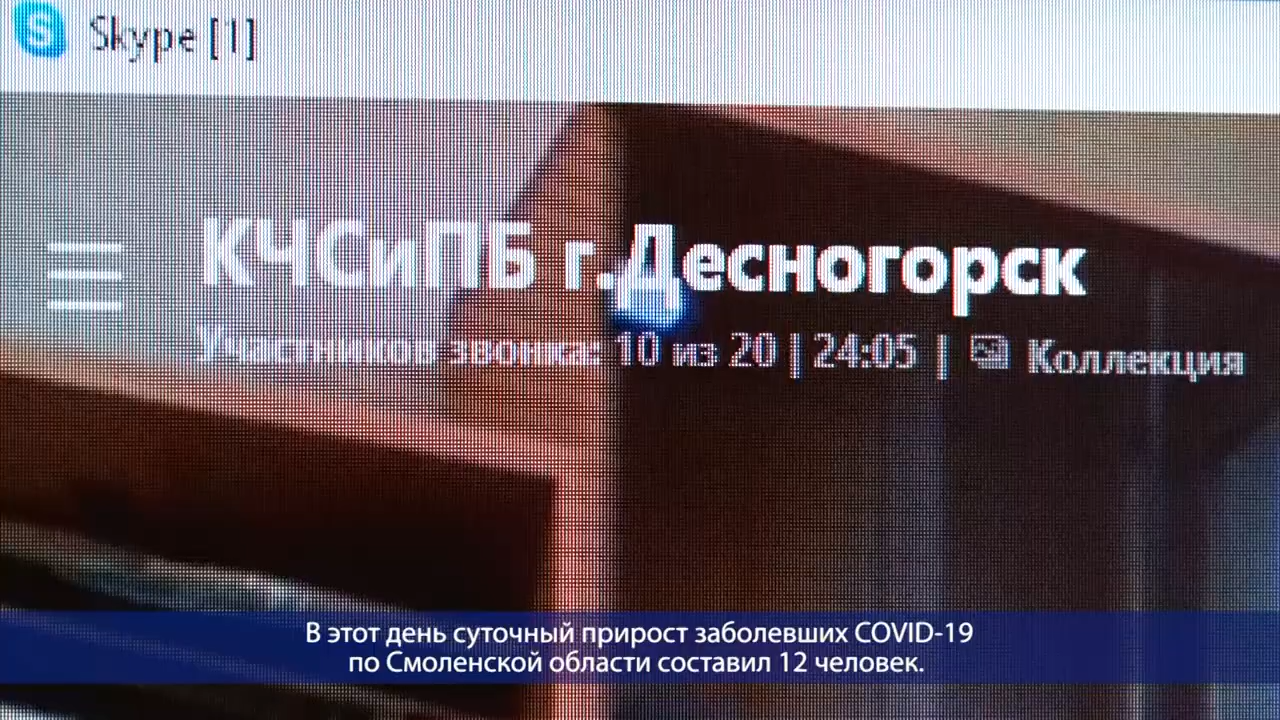 Skype [1]
КЧСиПБ г.Десногорск
Участников звонка: 10 из 20 | 24:05 | Коллекция
В этот день суточный прирост заболевших COVID-19
по Смоленской области составил 12 человек.